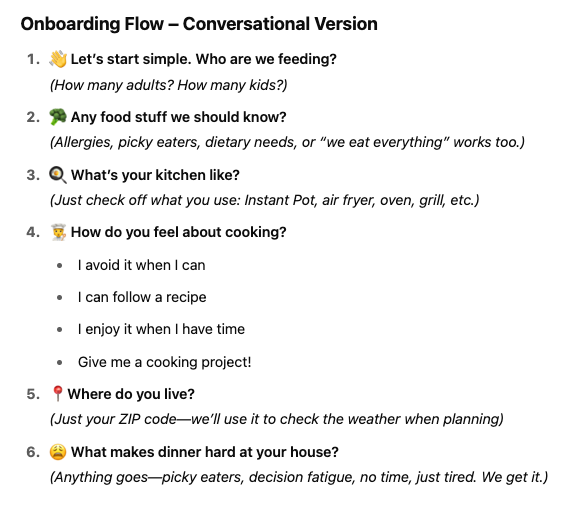 Onboarding Flow – Conversational Version
1. 👋 Let's start simple. Who are we feeding?
(How many adults? How many kids?)
2. 🥦 Any food stuff we should know?
(Allergies, picky eaters, dietary needs, or “we eat everything” works too.)
3. 🍳 What's your kitchen like?
(Just check off what you use: Instant Pot, air fryer, oven, grill, etc.)
4. 👨‍🍳 How do you feel about cooking?
• I avoid it when I can
• I can follow a recipe
• I enjoy it when I have time
• Give me a cooking project!
5. 📍 Where do you live?
(Just your ZIP code—we'll use it to check the weather when planning)
6. 😩 What makes dinner hard at your house?
(Anything goes—picky eaters, decision fatigue, no time, just tired. We get it.)